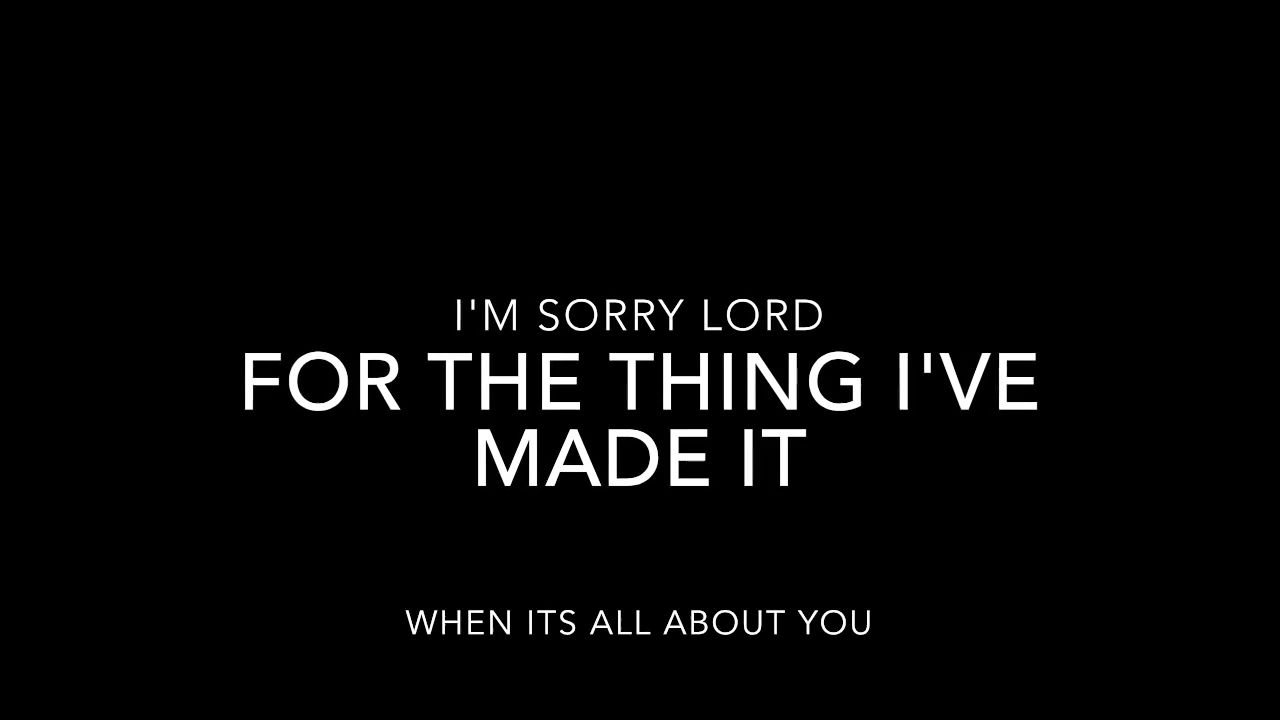 I'M SORRY LORD
FOR THE THING I'VE
MADE IT
WHEN ITS ALL ABOUT YOU